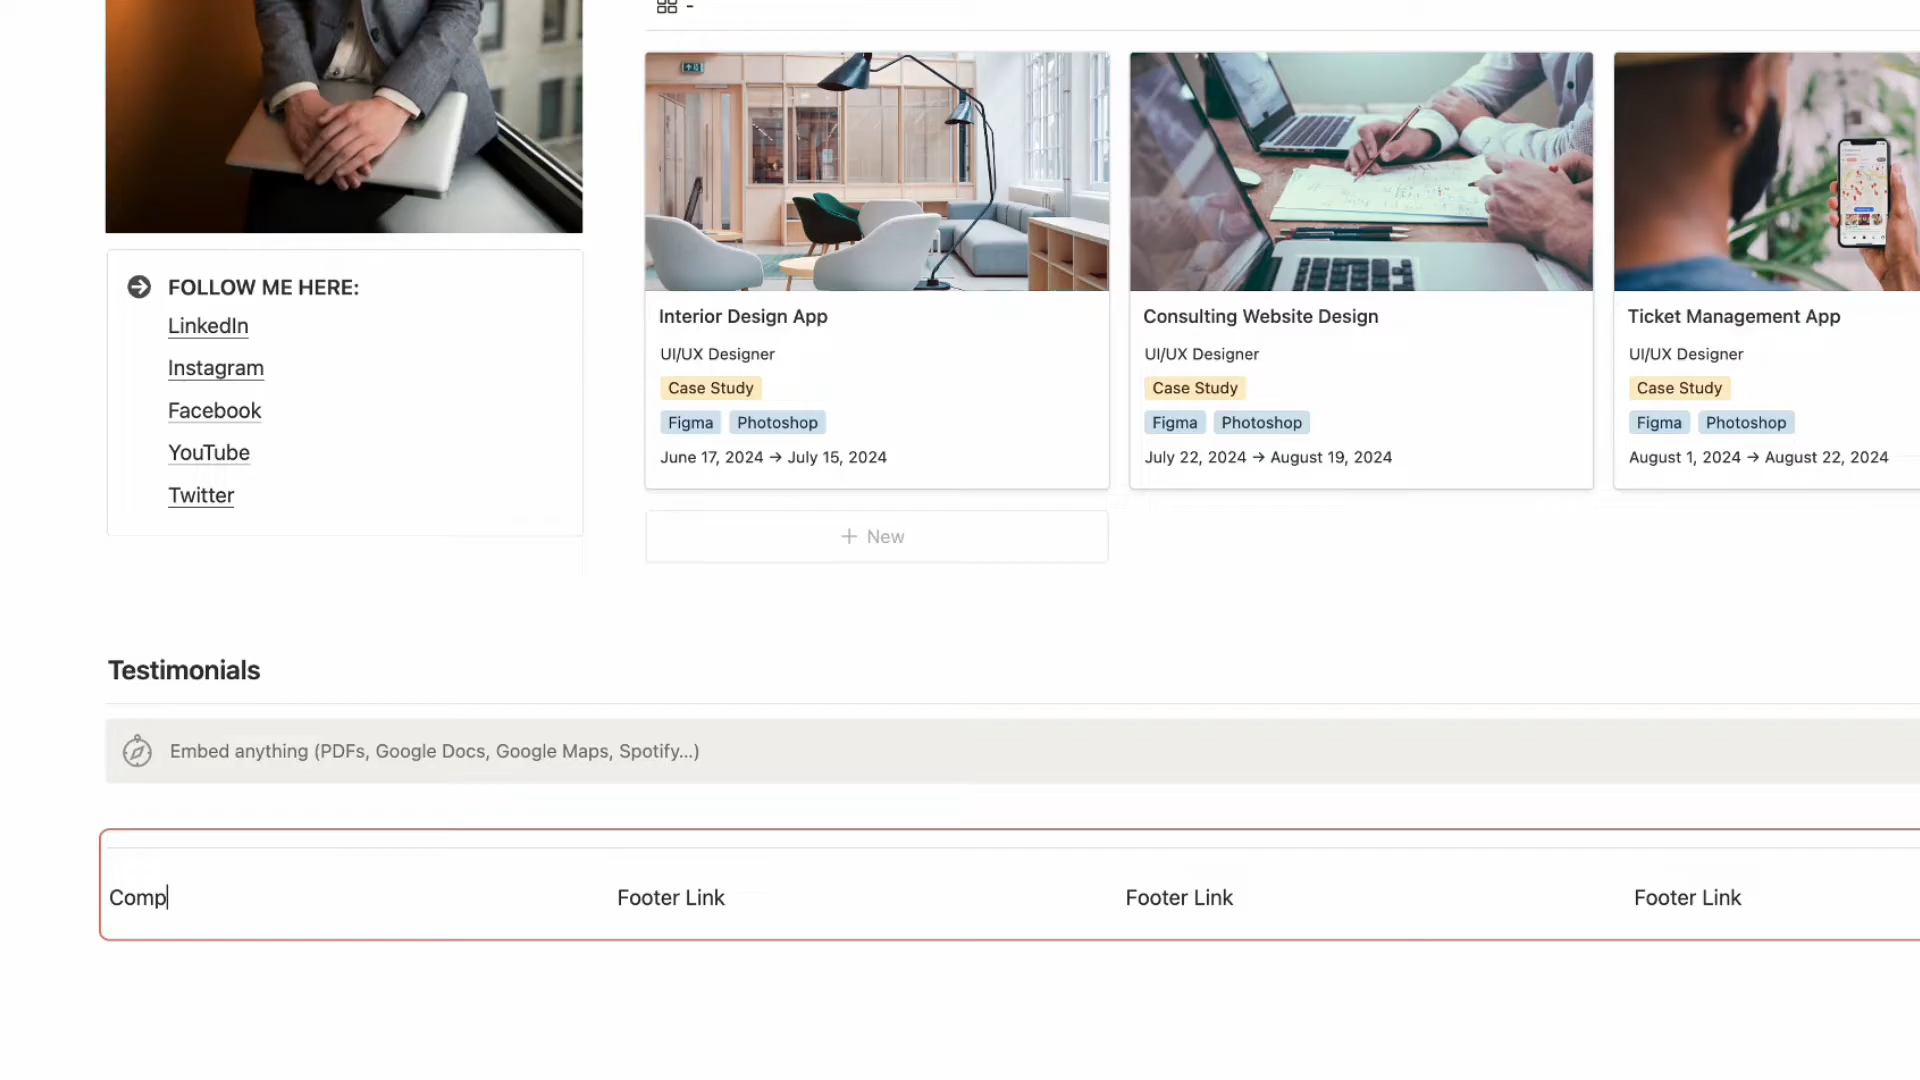 -
FOLLOW ME HERE:
LinkedIn
Instagram
Facebook
YouTube
Twitter
Interior Design App
UI/UX Designer
Case Study
Figma Photoshop
June 17, 2024 → July 15, 2024
Consulting Website Design
UI/UX Designer
Case Study
Figma Photoshop
July 22, 2024 → August 19, 2024
Ticket Management App
UI/UX Designer
Case Study
Figma Photoshop
August 1, 2024 → August 22, 2024
+ New
Testimonials
Embed anything (PDFs, Google Docs, Google Maps, Spotify...)
Comp
Footer Link
Footer Link
Footer Link